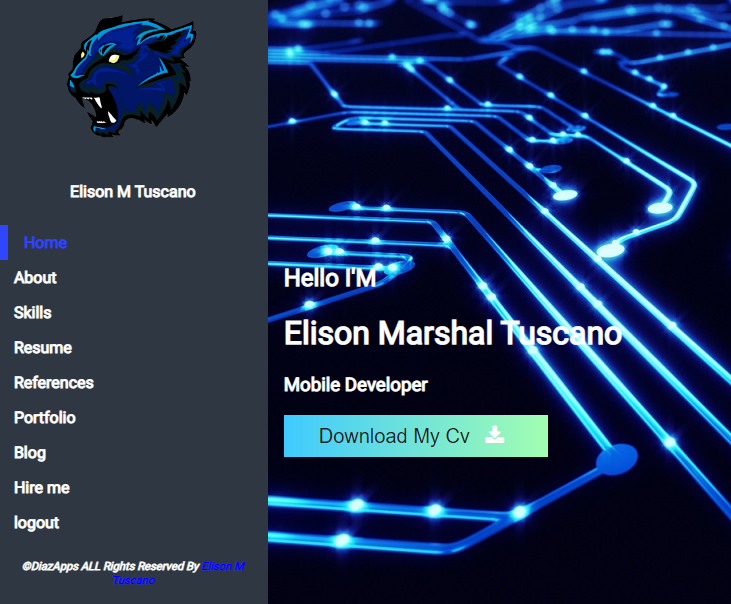 Elison M Tuscano
Home
About
Skills
Resume
References
Portfolio
Blog
Hire me
logout
©DiazApps ALL Rights Reserved By Elison M
Tuscano
Hello I'M
Elison Marshal Tuscano
Mobile Developer
Download My Cv